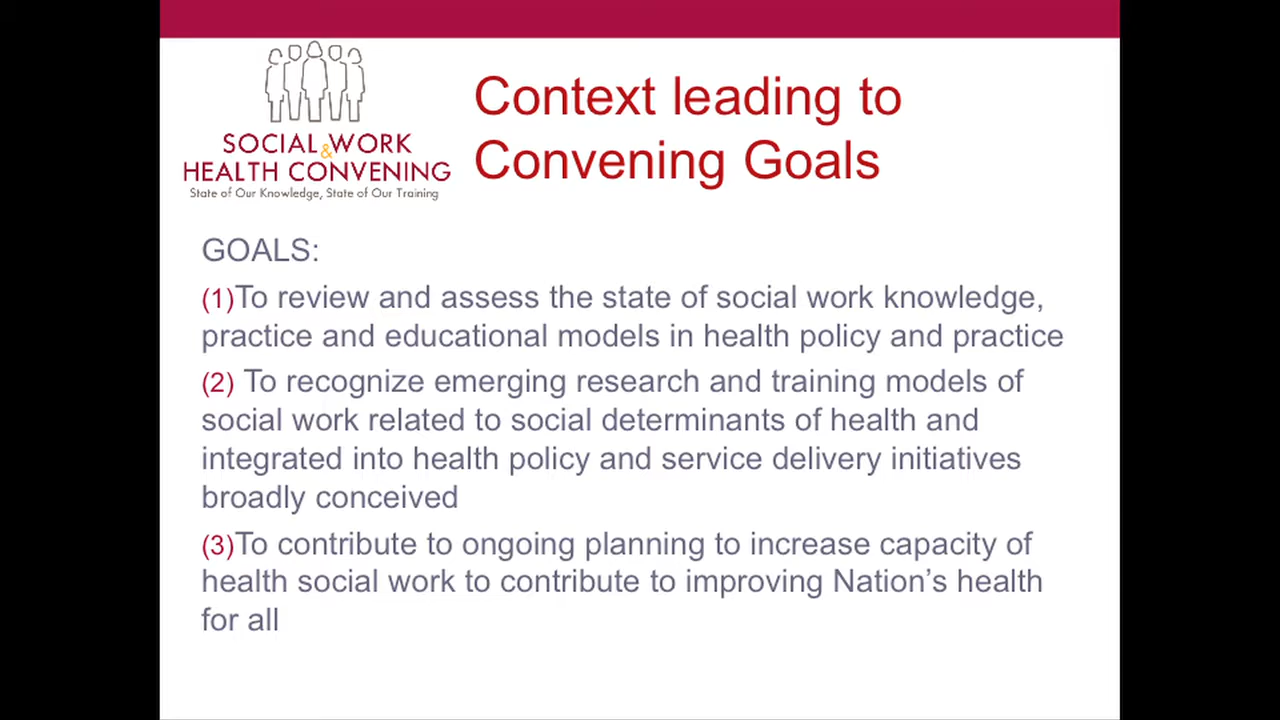 SOCIAL & WORK
HEALTH CONVENING
State of Our Knowledge, State of Our Training
Context leading to
Convening Goals
GOALS:
(1)To review and assess the state of social work knowledge,
practice and educational models in health policy and practice
(2) To recognize emerging research and training models of
social work related to social determinants of health and
integrated into health policy and service delivery initiatives
broadly conceived
(3)To contribute to ongoing planning to increase capacity of
health social work to contribute to improving Nation’s health
for all